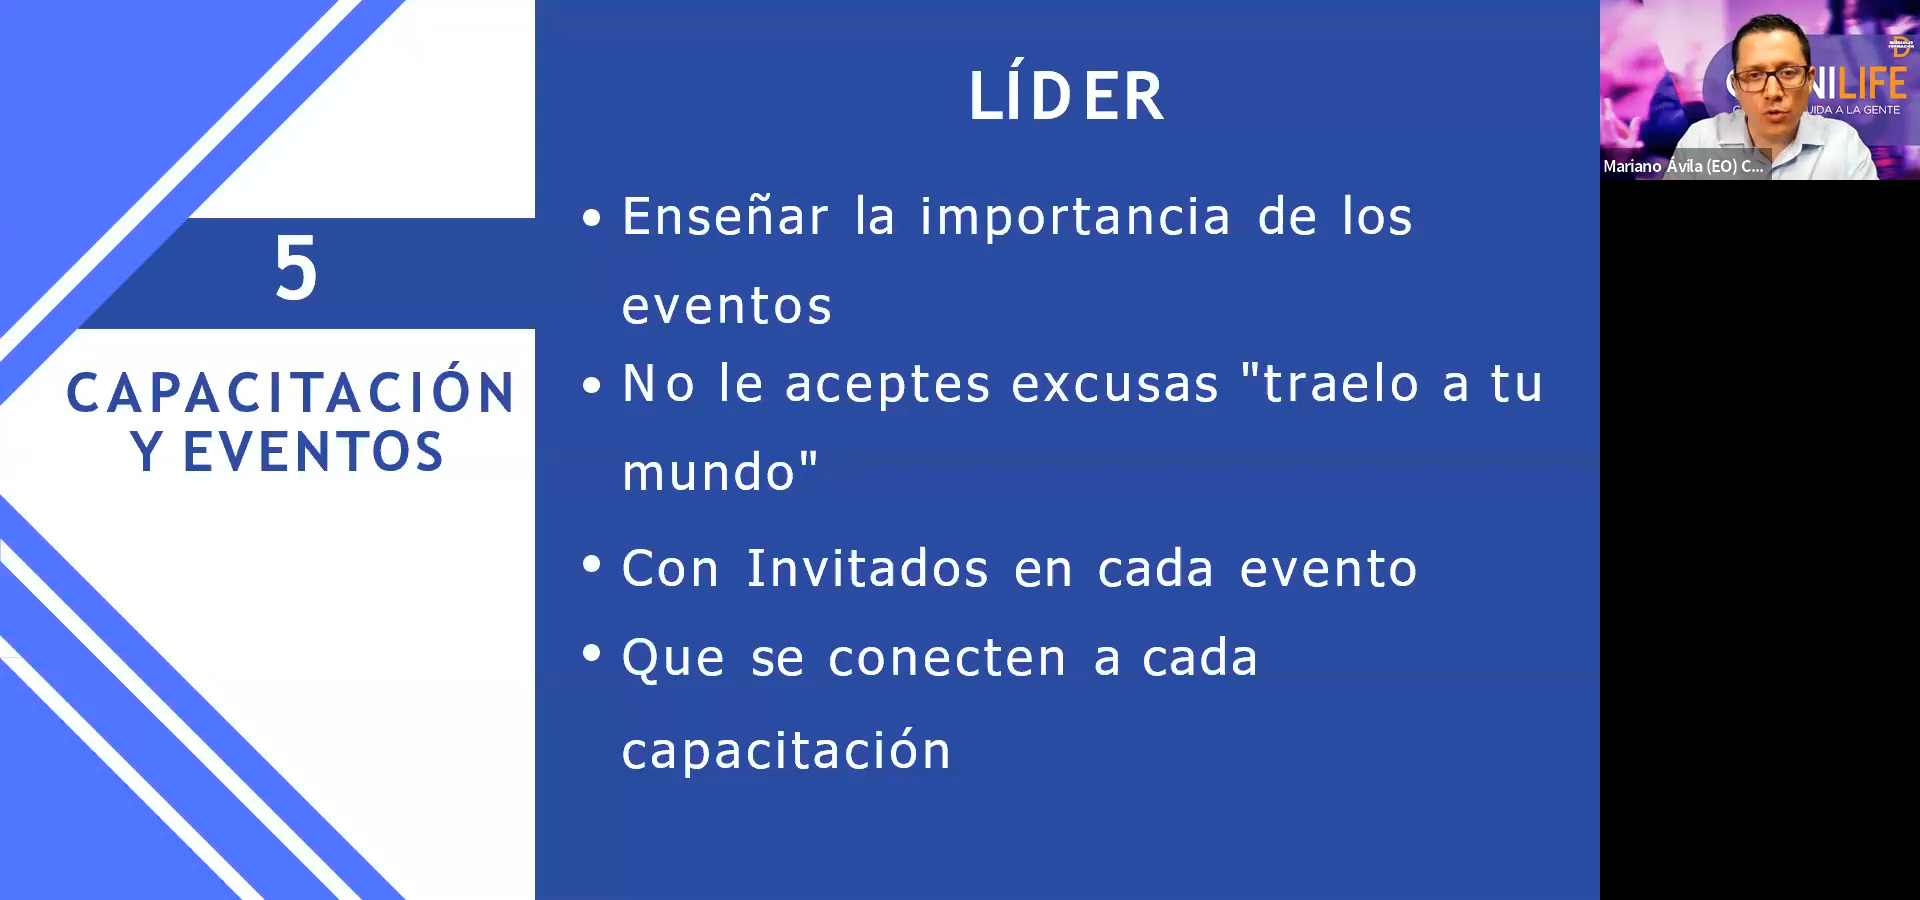 5
CAPACITACIÓN
Y EVENTOS
LÍDER
• Enseñar la importancia de los
eventos
• No le aceptes excusas "traelo a tu
mundo"
• Con Invitados en cada evento
• Que se conecten a cada
capacitación
NILIFE
UIDA A LA GENTE
Mariano Ávila (EO) C...